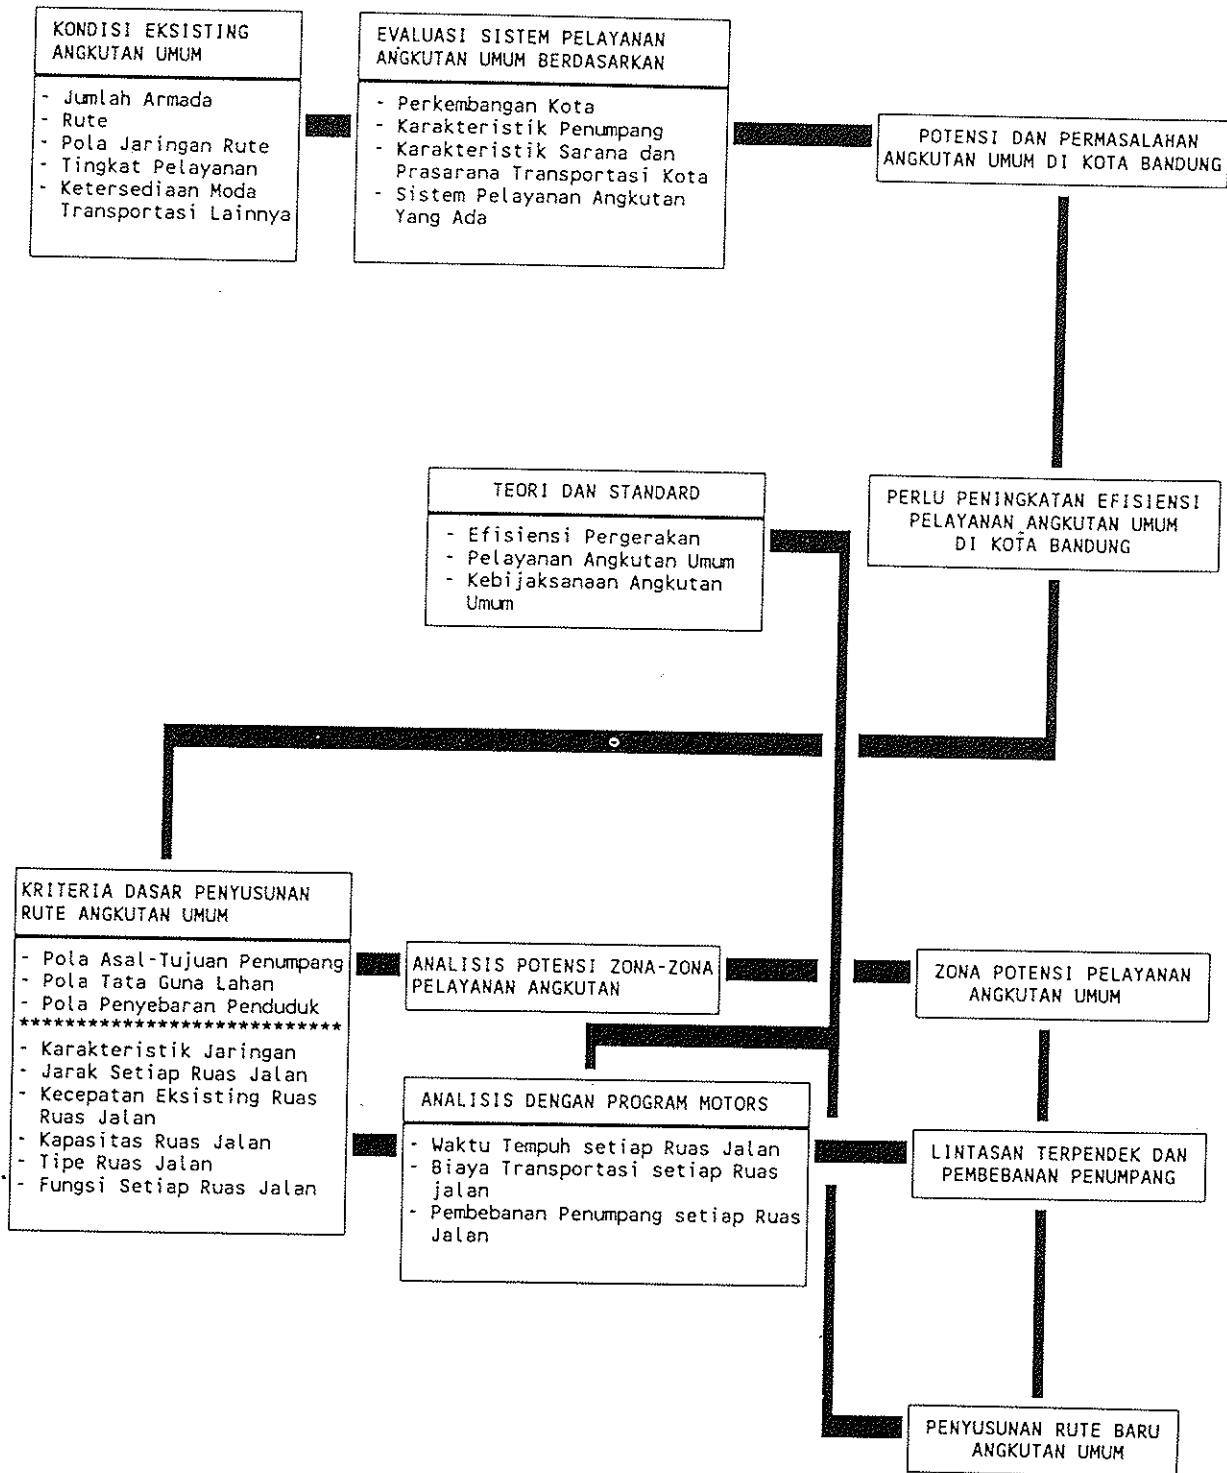 KONDISI EKSISTING
ANGKUTAN UMUM
- Jumlah Armada
- Rute
- Pola Jaringan Rute
- Tingkat Pelayanan
- Ketersediaan Moda
Transportasi Lainnya
EVALUASI SISTEM PELAYANAN
ANGKUTAN UMUM BERDASARKAN
- Perkembangan Kota
- Karakteristik Penumpang
- Karakteristik Sarana dan
Prasarana Transportasi Kota
- Sistem Pelayanan Angkutan
Yang Ada
POTENSI DAN PERMASALAHAN
ANGKUTAN UMUM DI KOTA BANDUNG
TEORI DAN STANDARD
- Efisiensi Pergerakan
- Pelayanan Angkutan Umum
- Kebijaksanaan Angkutan
Umum
PERLU PENINGKATAN EFISIENSI
PELAYANAN ANGKUTAN UMUM
DI KOTA BANDUNG
KRITERIA DASAR PENYUSUNAN
RUTE ANGKUTAN UMUM
- Pola Asal-Tujuan Penumpang
- Pola Tata Guna Lahan
- Pola Penyebaran Penduduk
****************************
- Karakteristik Jaringan
- Jarak Setiap Ruas Jalan
- Kecepatan Eksisting Ruas
Ruas Jalan
- Kapasitas Ruas Jalan
- Tipe Ruas Jalan
- Fungsi Setiap Ruas Jalan
ANALISIS POTENSI ZONA-ZONA
PELAYANAN ANGKUTAN
ZONA POTENSI PELAYANAN
ANGKUTAN UMUM
ANALISIS DENGAN PROGRAM MOTORS
- Waktu Tempuh setiap Ruas Jalan
- Biaya Transportasi setiap Ruas
jalan
- Pembebanan Penumpang setiap Ruas
Jalan
LINTASAN TERPENDEK DAN
PEMBEBANAN PENUMPANG
PENYUSUNAN RUTE BARU
ANGKUTAN UMUM